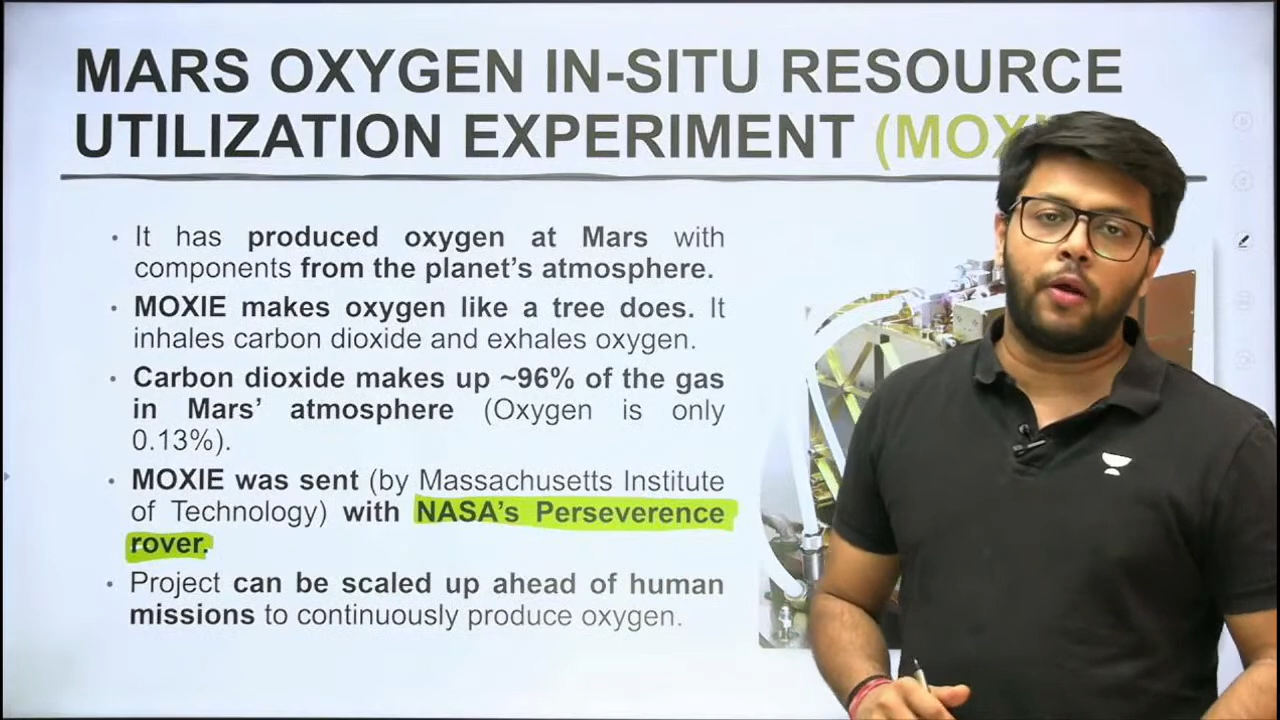 MARS OXYGEN IN-SITU RESOURCE
UTILIZATION EXPERIMENT (MOX
• It has produced oxygen at Mars with
components from the planet's atmosphere.
• MOXIE makes oxygen like a tree does. It
inhales carbon dioxide and exhales oxygen.
• Carbon dioxide makes up ~96% of the gas
in Mars' atmosphere (Oxygen is only
0.13%).
• MOXIE was sent (by Massachusetts Institute
of Technology) with NASA's Perseverence
rover.
• Project can be scaled up ahead of human
missions to continuously produce oxygen.